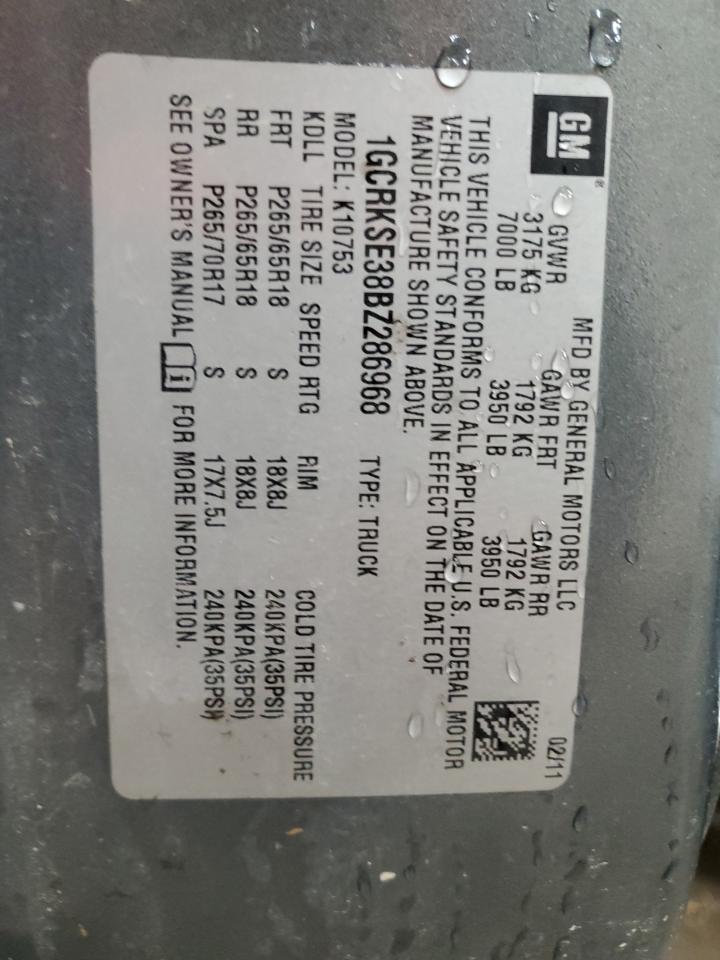 GM®
MFD BY GENERAL MOTORS LLC 02/11
GVWR GAWR FRT GAWR RR
3175 KG 1792 KG 1792 KG
7000 LB 3950 LB 3950 LB
THIS VEHICLE CONFORMS TO ALL APPLICABLE U.S. FEDERAL MOTOR
VEHICLE SAFETY STANDARDS IN EFFECT ON THE DATE OF
MANUFACTURE SHOWN ABOVE.
1GCRKSE38BZ286968 TYPE: TRUCK
MODEL: K10753
KDLL TIRE SIZE SPEED RTG RIM COLD TIRE PRESSURE
FRT P265/65R18 S 18X8J 240KPA(35PSI)
RR P265/65R18 S 18X8J 240KPA(35PSI)
SPA P265/70R17 S 17X7.5J 240KPA(35PSI)
SEE OWNER'S MANUAL i FOR MORE INFORMATION.